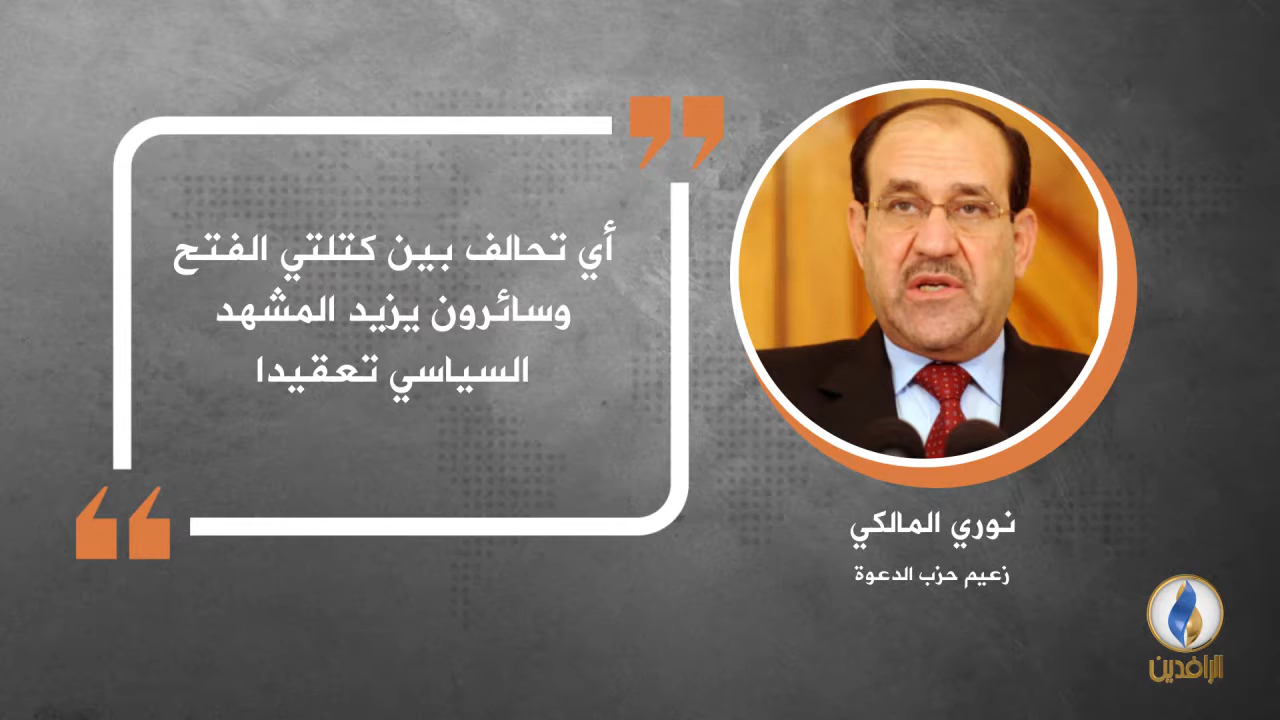 أي تحالف بين كتلتي الفتح
وسائرون يزيد المشهد
السياسي تعقيدا
نوري المالكي
زعيم حزب الدعوة
الرافدين